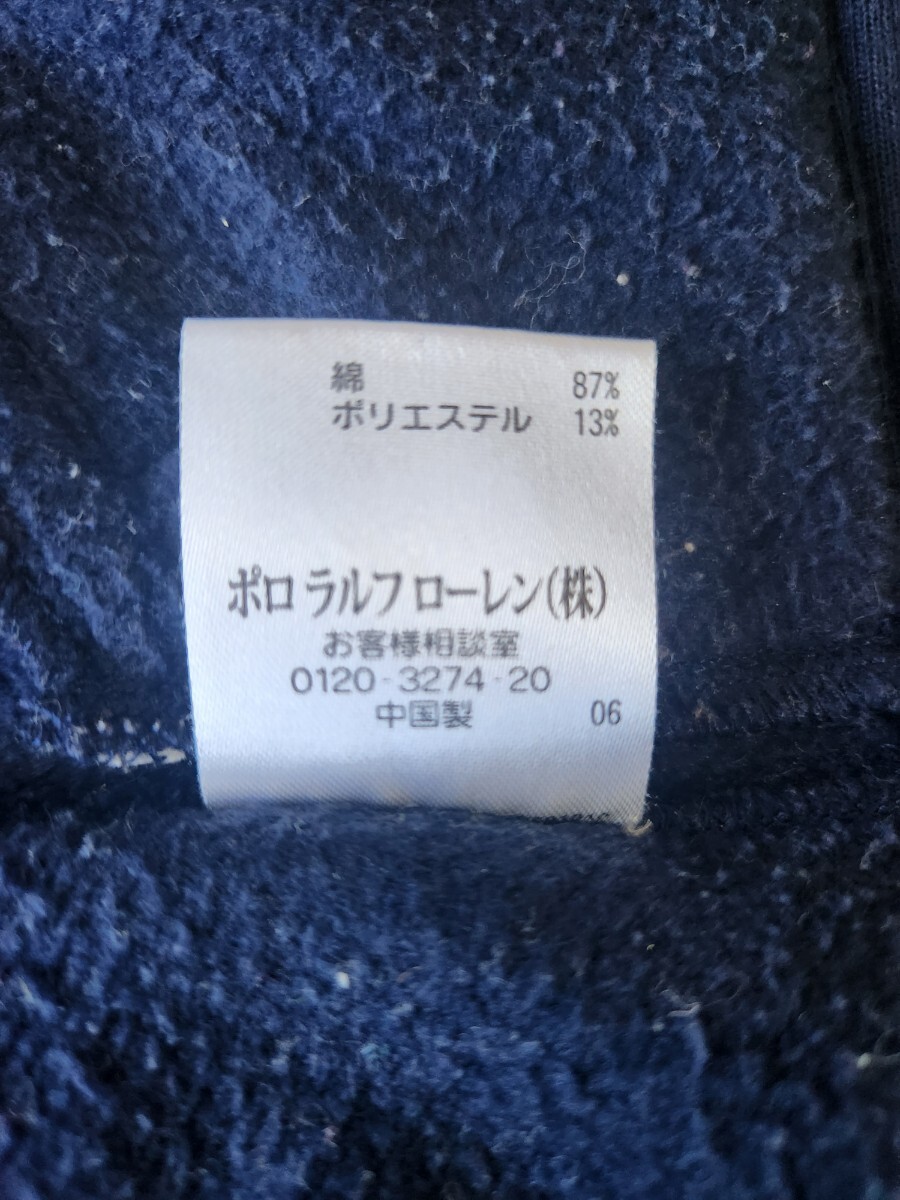 綿 87%
ポリエステル 13%
ポロ ラルフ ローレン(株)
お客様相談室
0120-3274-20
中国製 06